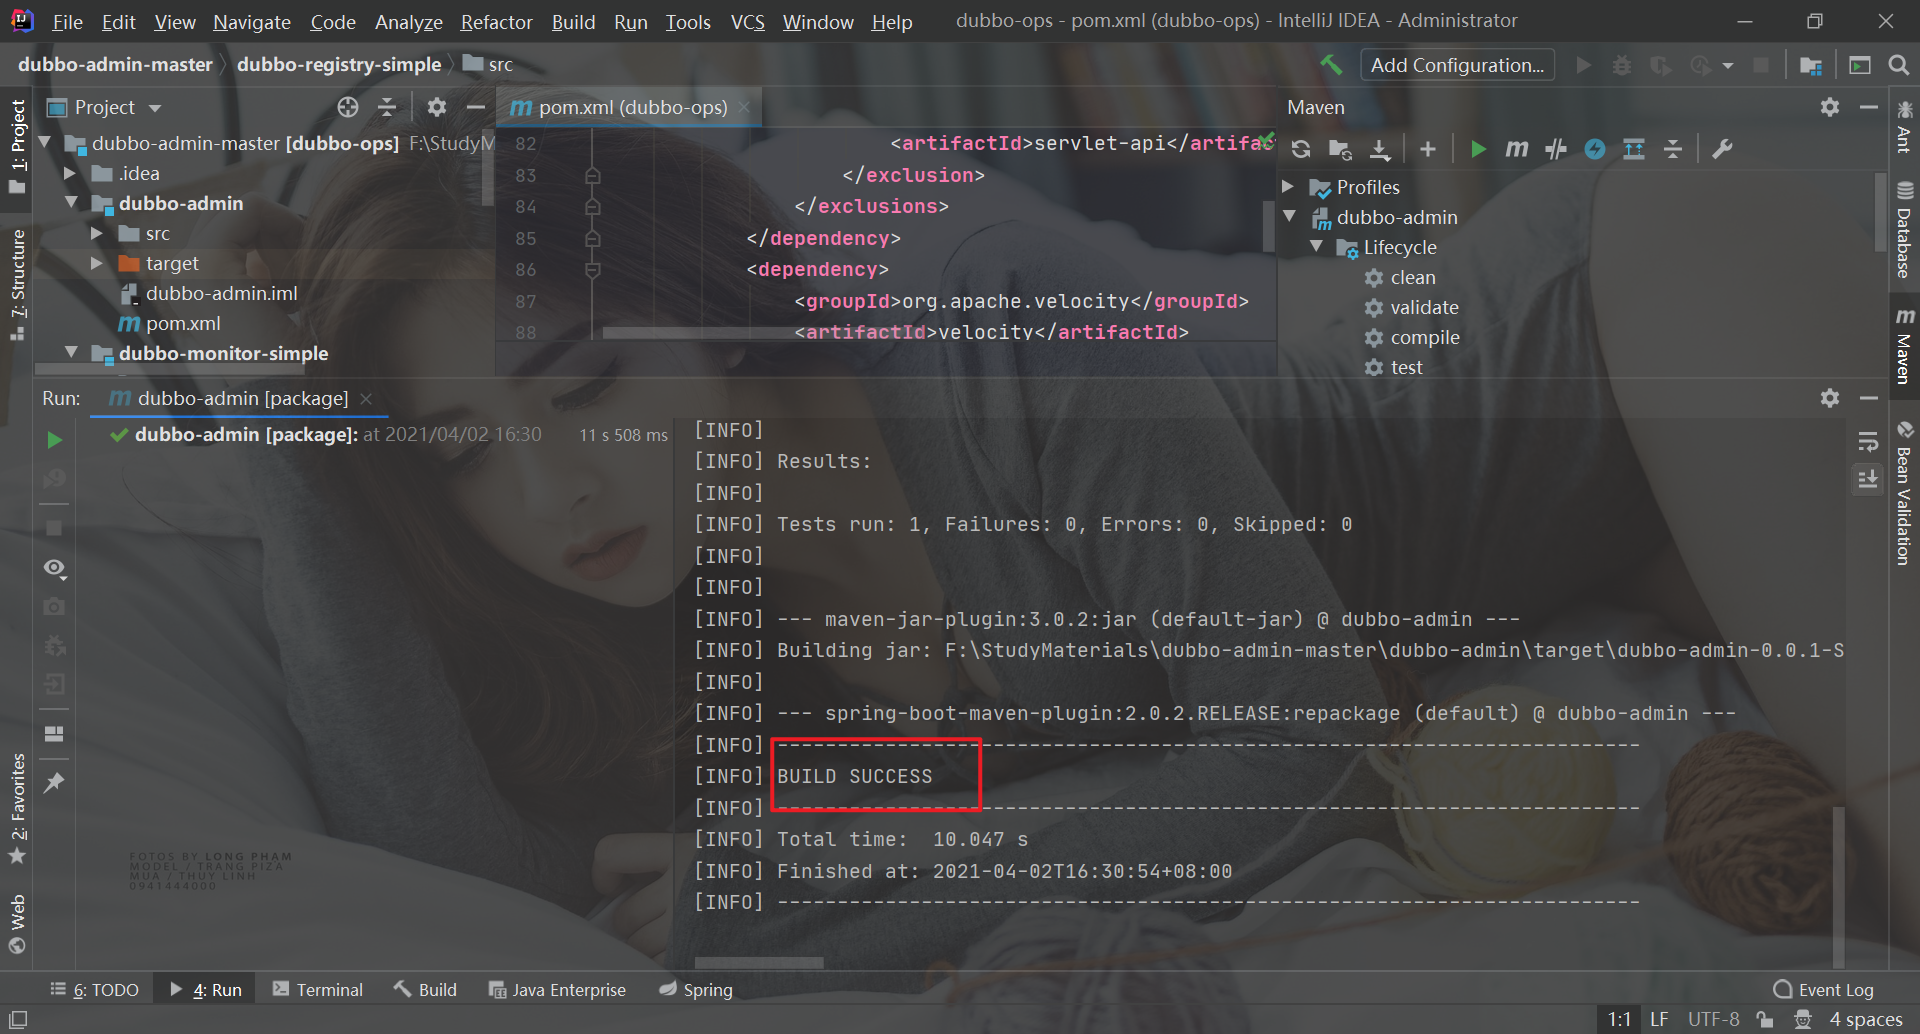 File Edit View Navigate Code Analyze Refactor Build Run Tools VCS Window Help dubbo-ops - pom.xml (dubbo-ops) - IntelliJ IDEA - Administrator
dubbo-admin-master dubbo-registry-simple src
Add Configuration...
1: Project
7: Structure
2: Favorites
Web
Project
dubbo-admin-master [dubbo-ops] F:\StudyM
.idea
dubbo-admin
src
target
dubbo-admin.iml
m pom.xml
dubbo-monitor-simple
m pom.xml (dubbo-ops)
82 <artifactId>servlet-api</artifac
83 </exclusion>
84 </exclusions>
85 </dependency>
86 <dependency>
87 <groupId>org.apache.velocity</groupId>
88 <artifactId>velocity</artifactId>
Maven
Profiles
dubbo-admin
Lifecycle
clean
validate
compile
test
Ant
Database
m Maven
Bean Validation
Run: m dubbo-admin [package]
dubbo-admin [package]: at 2021/04/02 16:30 11 s 508 ms
[INFO]
[INFO] Results:
[INFO]
[INFO] Tests run: 1, Failures: 0, Errors: 0, Skipped: 0
[INFO]
[INFO]
[INFO] --- maven-jar-plugin:3.0.2:jar (default-jar) @ dubbo-admin ---
[INFO] Building jar: F:\StudyMaterials\dubbo-admin-master\dubbo-admin\target\dubbo-admin-0.0.1-S
[INFO]
[INFO] --- spring-boot-maven-plugin:2.0.2.RELEASE:repackage (default) @ dubbo-admin ---
[INFO] ------------------------------------------------------------------------
[INFO] BUILD SUCCESS
[INFO] ------------------------------------------------------------------------
[INFO] Total time:  10.047 s
[INFO] Finished at: 2021-04-02T16:30:54+08:00
[INFO] ------------------------------------------------------------------------
FOTOS BY LONG PHAM
MODEL / TRANG PIZA
MUA / THUY LINH
0941444000
6: TODO 4: Run Terminal Build Java Enterprise Spring Event Log
1:1 LF UTF-8 4 spaces